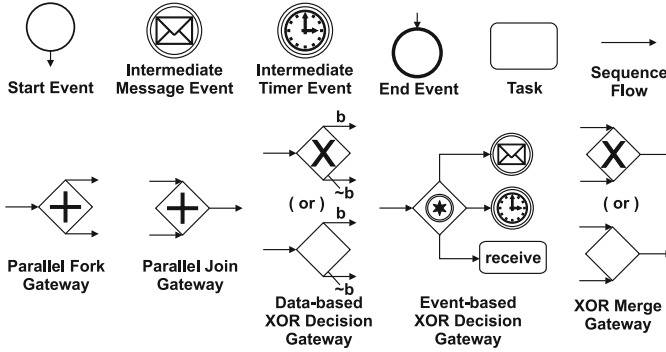 Start Event
Intermediate
Message Event
Intermediate
Timer Event
End Event
Task
Sequence
Flow
Parallel Fork
Gateway
Parallel Join
Gateway
b
X
~b
( or )
b
~b
Data-based
XOR Decision
Gateway
receive
Event-based
XOR Decision
Gateway
X
( or )
XOR Merge
Gateway